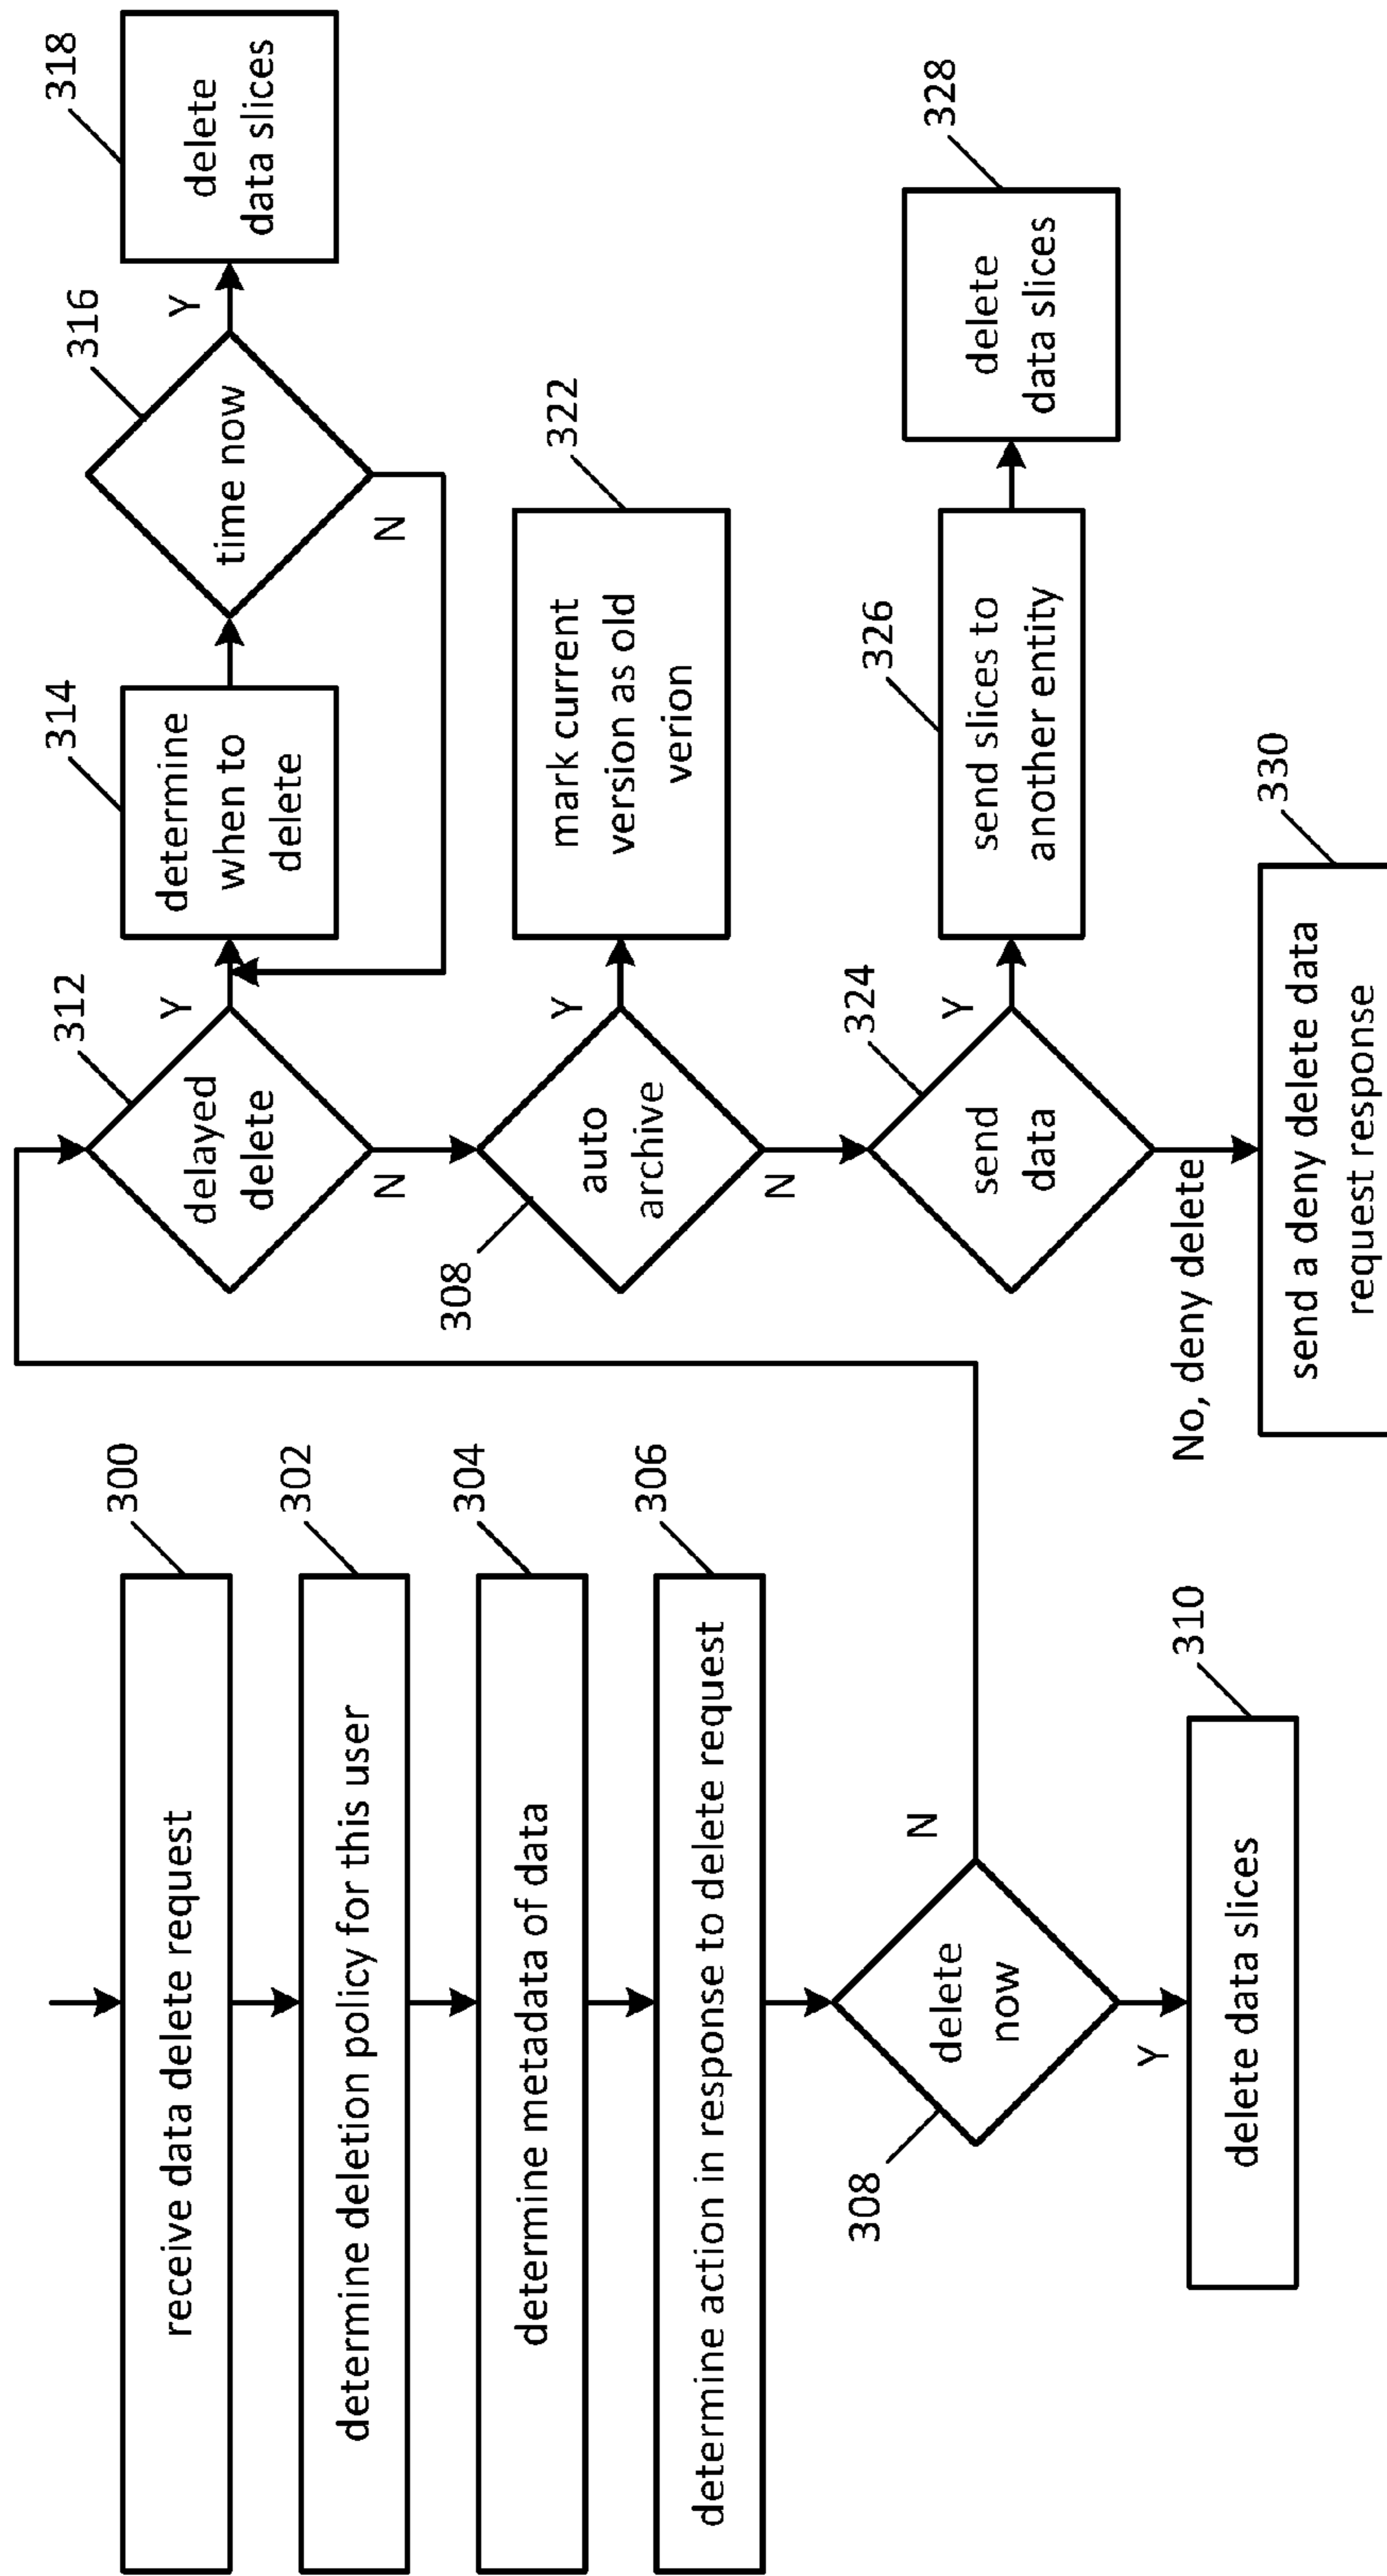 300
receive data delete request
302
determine deletion policy for this user
304
determine metadata of data
306
determine action in response to delete request
308
delete
now
N
Y
310
delete data slices
312
delayed
delete
Y
N
314
determine
when to
delete
316
time now
Y
N
318
delete
data slices
308
auto
archive
Y
N
322
mark current
version as old
verion
324
send
data
Y
No, deny delete
326
send slices to
another entity
328
delete
data slices
330
send a deny delete data
request response